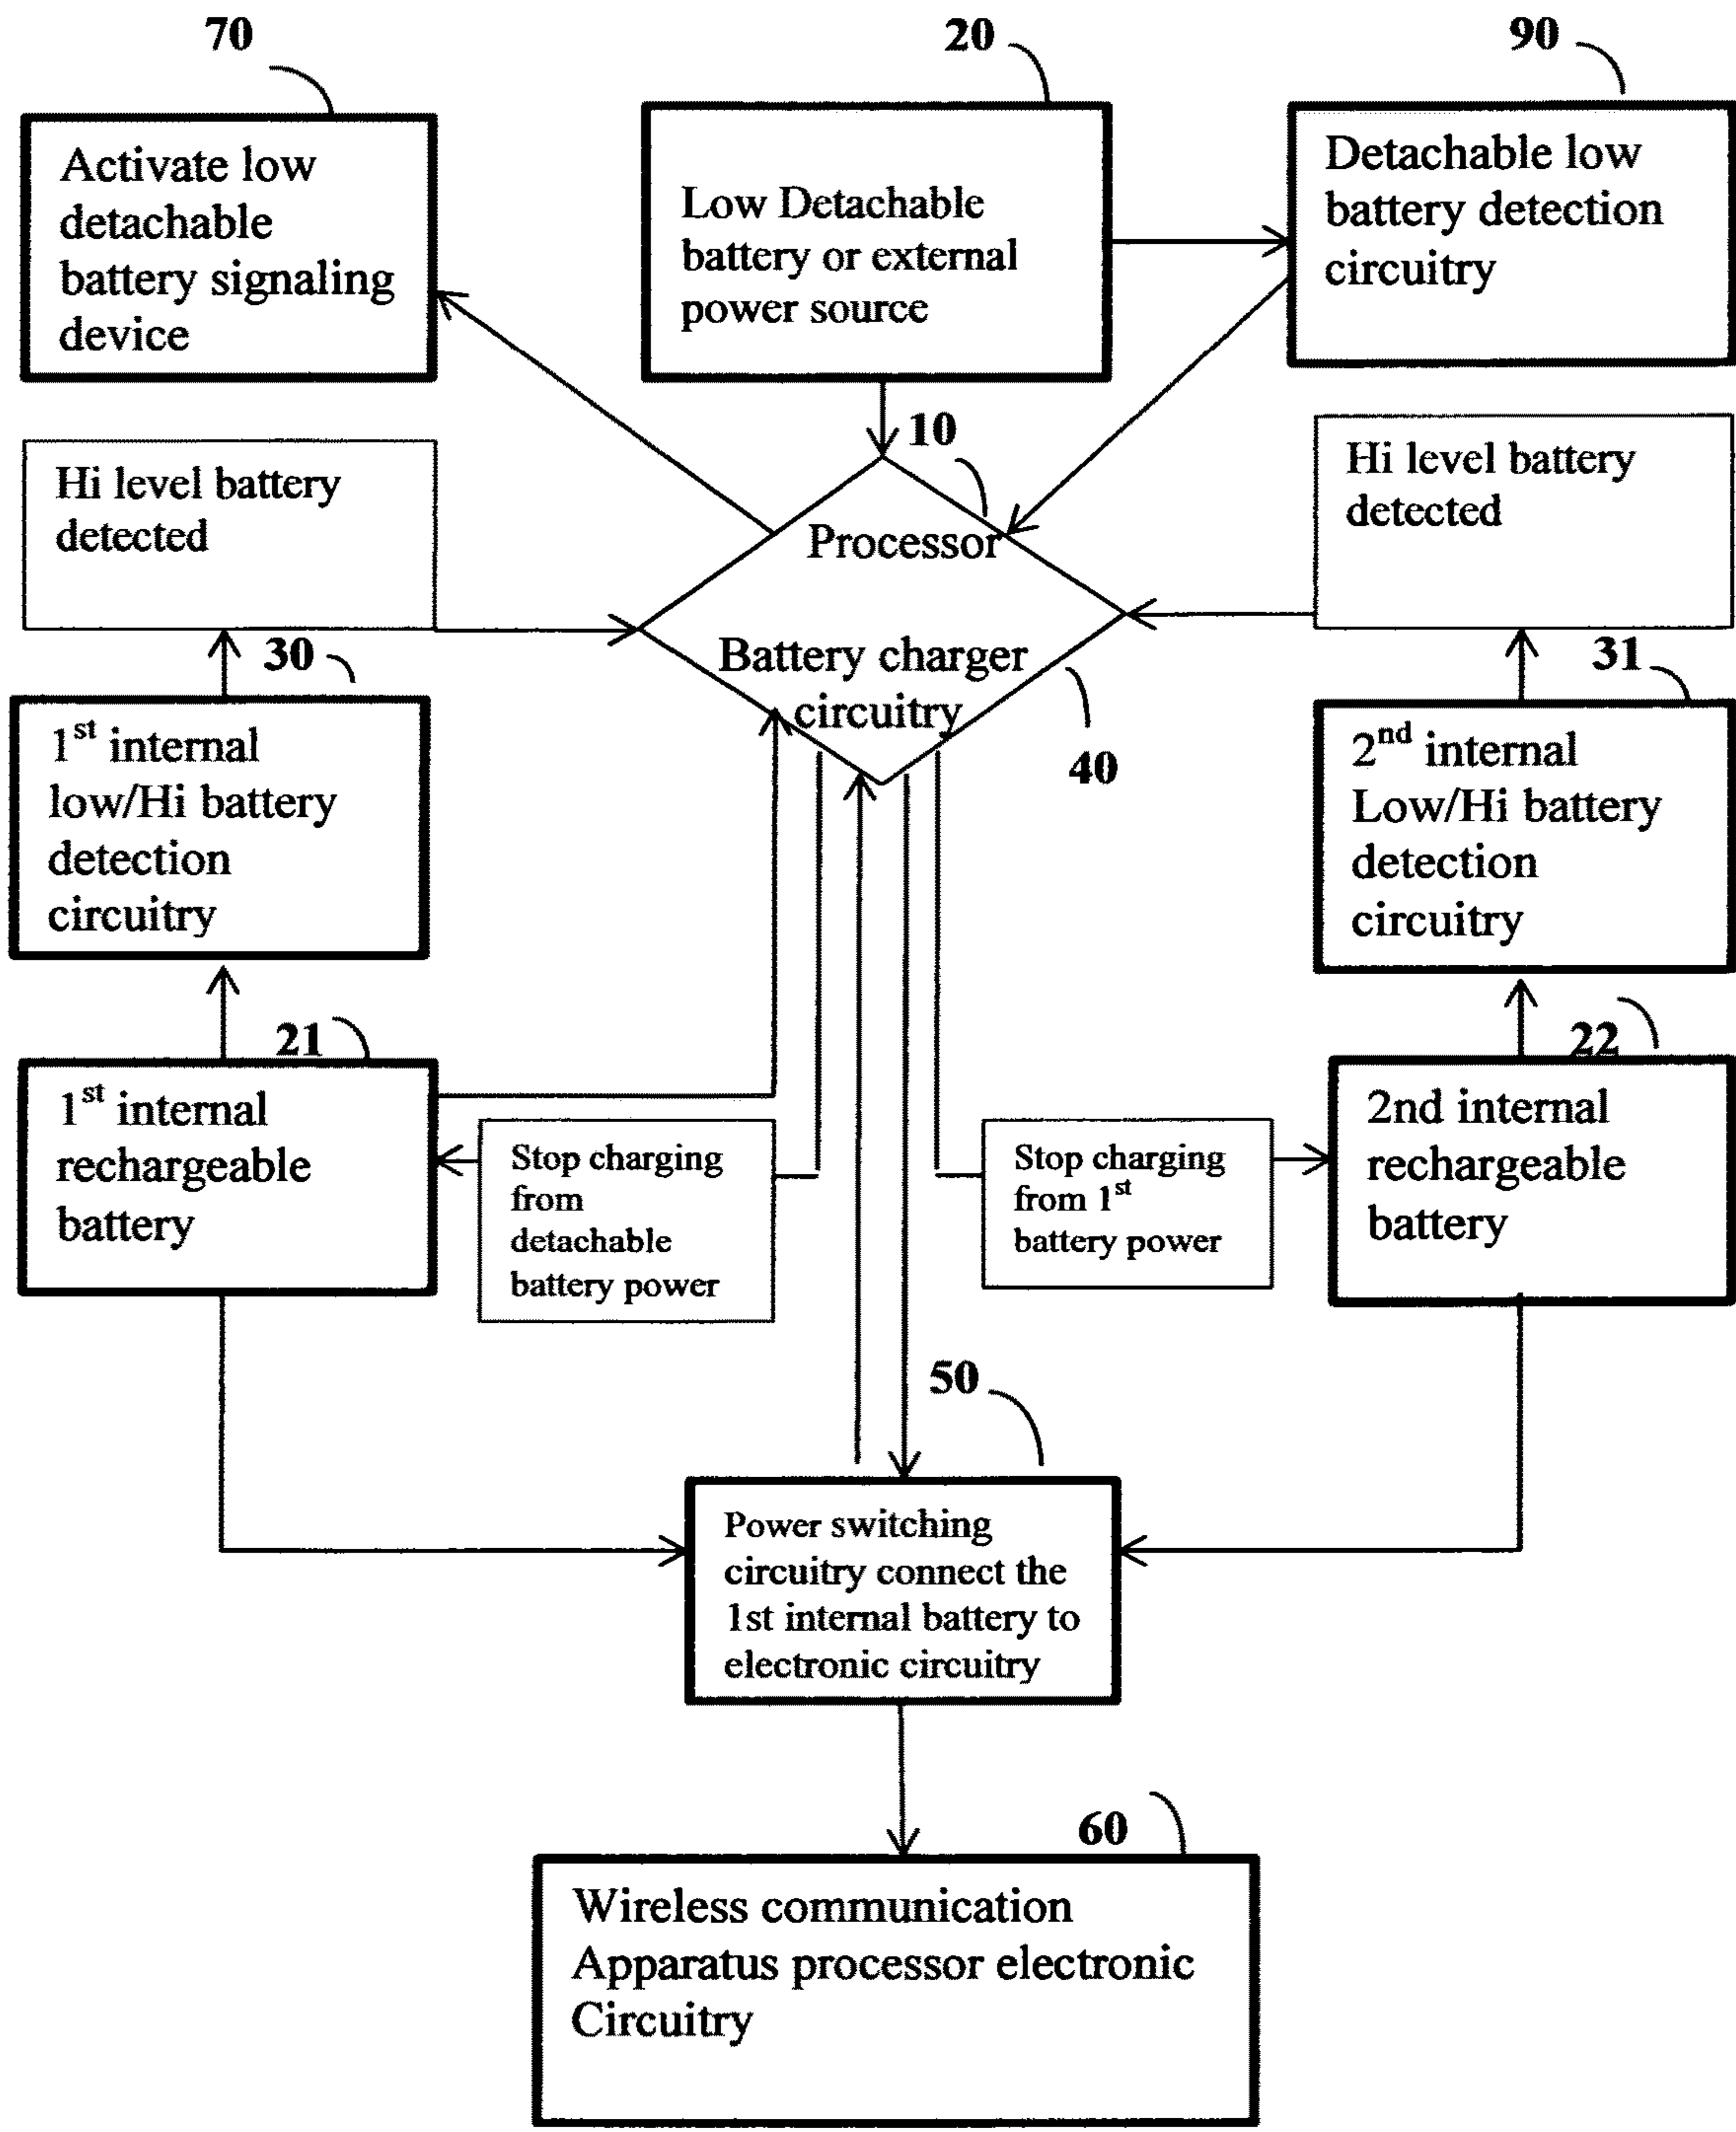 70
20
90
Activate low
detachable
battery signaling
device
Low Detachable
battery or external
power source
Detachable low
battery detection
circuitry
10
Hi level battery
detected
Processor
Battery charger
circuitry
40
Hi level battery
detected
30
1st internal
low/Hi battery
detection
circuitry
31
2nd internal
Low/Hi battery
detection
circuitry
21
1st internal
rechargeable
battery
Stop charging
from
detachable
battery power
Stop charging
from 1st
battery power
22
2nd internal
rechargeable
battery
50
Power switching
circuitry connect the
1st internal battery to
electronic circuitry
60
Wireless communication
Apparatus processor electronic
Circuitry